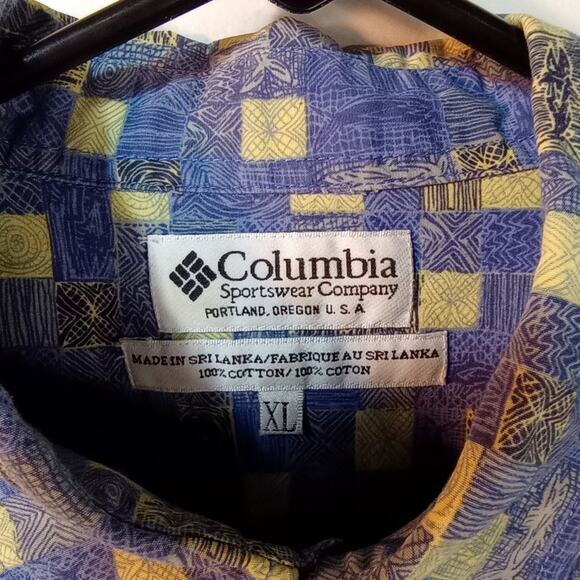 Columbia
Sportswear Company
PORTLAND, OREGON U.S.A
MADE IN SRI LANKA/FABRIQUE AU SRI LANKA
100% COTTON/100% COTON
XL